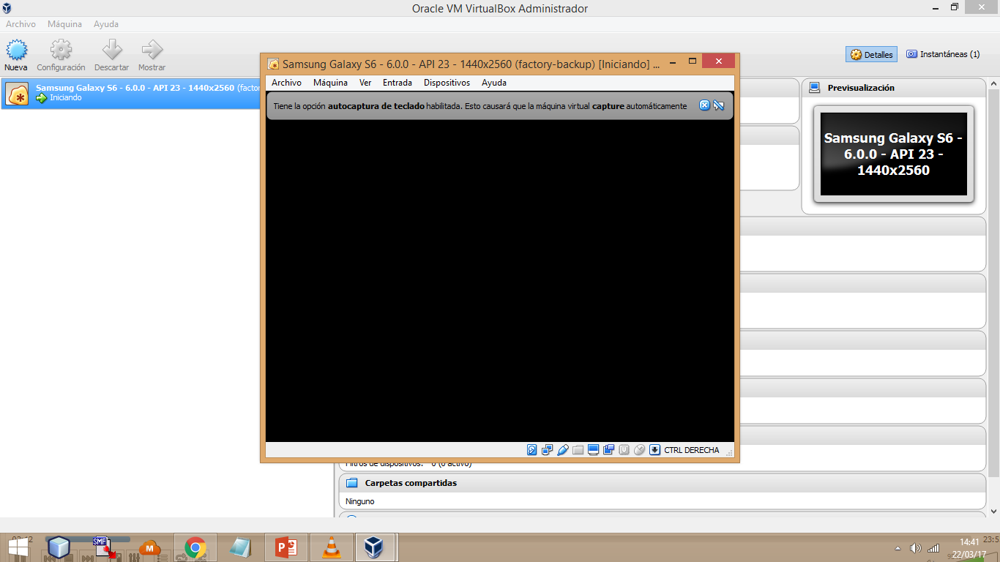 Oracle VM VirtualBox Administrador
Archivo Máquina Ayuda
Nueva Configuración Descartar Mostrar
Detalles Instantáneas (1)
Samsung Galaxy S6 - 6.0.0 - API 23 - 1440x2560 (factor
Iniciando
Samsung Galaxy S6 - 6.0.0 - API 23 - 1440x2560 (factory-backup) [Iniciando] ...
Archivo Máquina Ver Entrada Dispositivos Ayuda
Tiene la opción autocaptura de teclado habilitada. Esto causará que la máquina virtual capture automáticamente
CTRL DERECHA
Previsualización
Samsung Galaxy S6 -
6.0.0 - API 23 -
1440x2560
Filtros de dispositivos: 0 (0 activo)
Carpetas compartidas
Ninguno
SMF
14:41
23:5
22/03/17